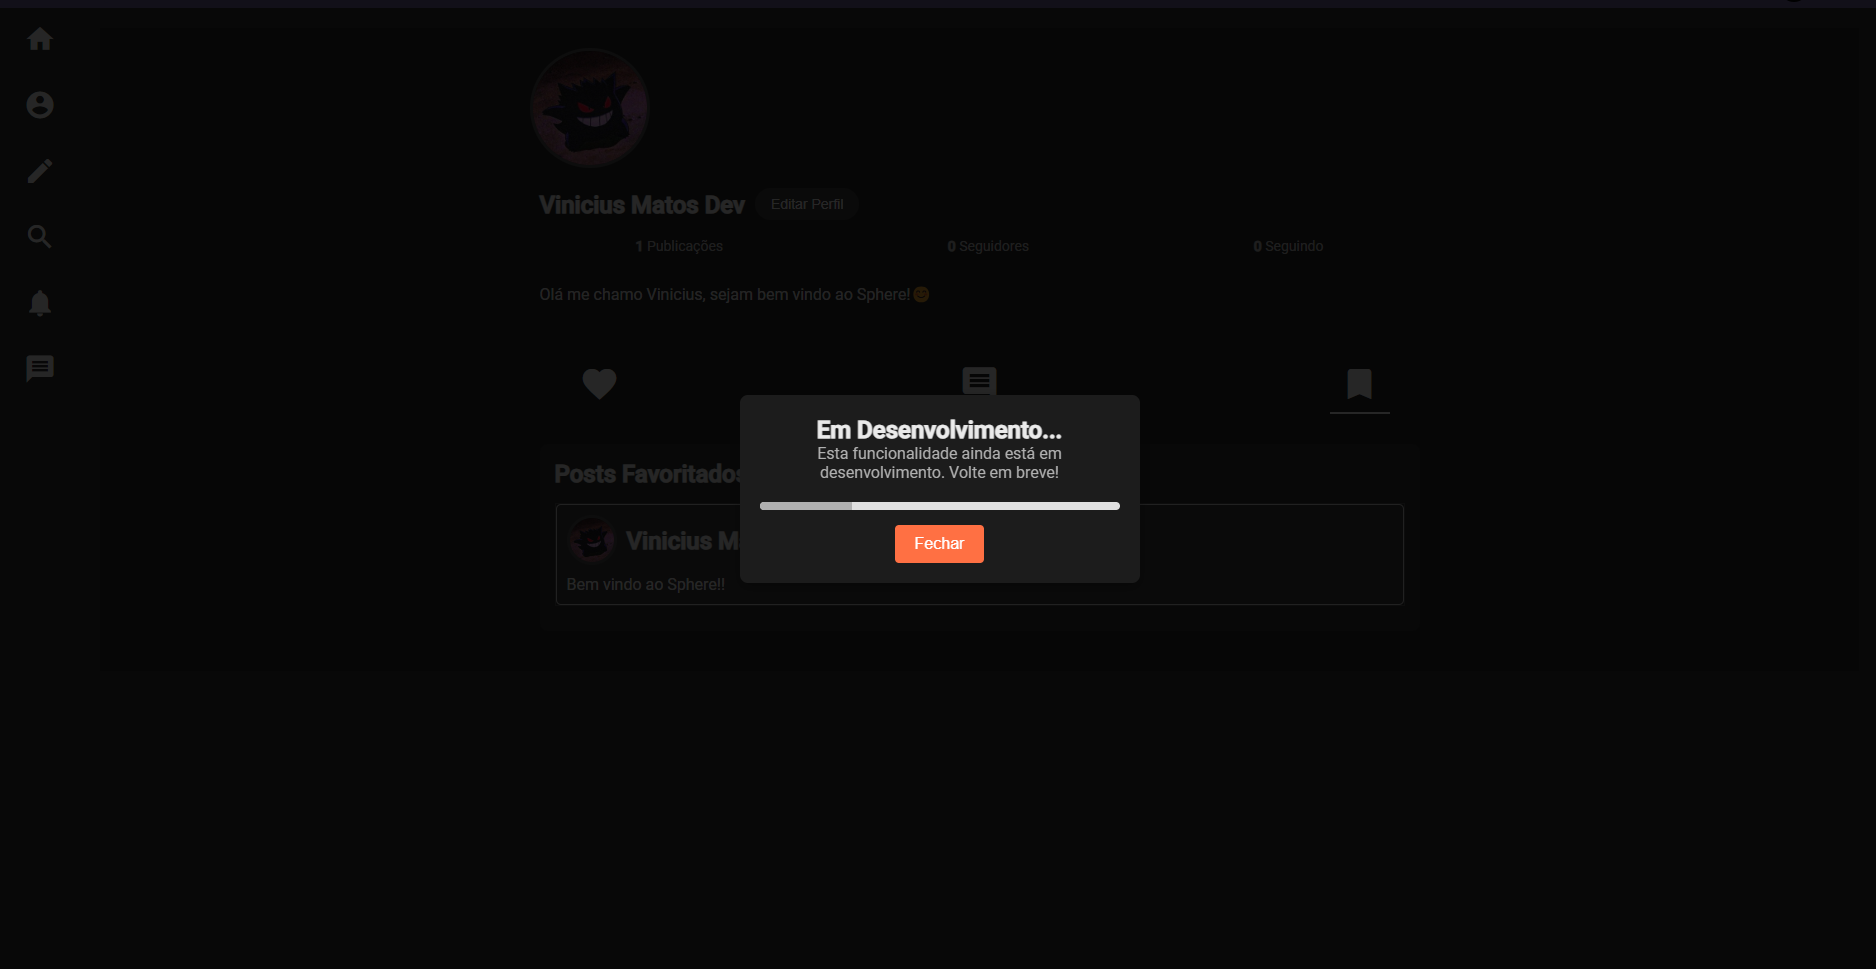 Vinicius Matos Dev Editar Perfil
1 Publicações 0 Seguidores 0 Seguindo
Olá me chamo Vinicius, sejam bem vindo ao Sphere!😊
Em Desenvolvimento...
Esta funcionalidade ainda está em
desenvolvimento. Volte em breve!
Fechar
Posts Favoritados
Vinicius M
Bem vindo ao Sphere!!